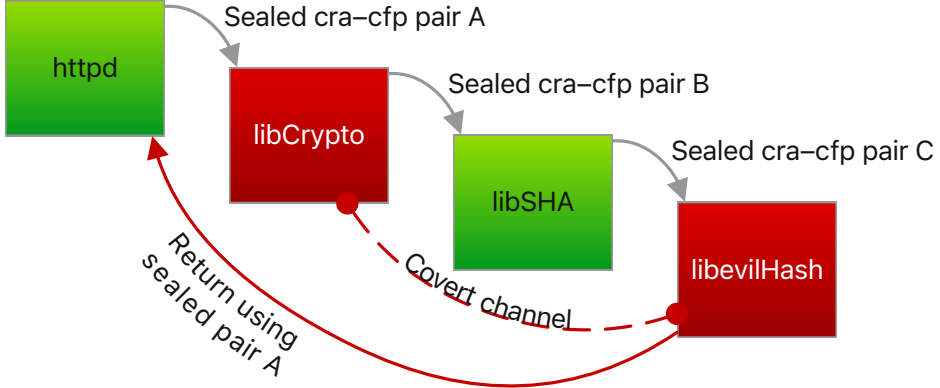 Sealed cra–cfp pair A
httpd
Sealed cra–cfp pair B
libCrypto
Sealed cra–cfp pair C
libSHA
libevilHash
Covert channel
Return using
sealed pair A